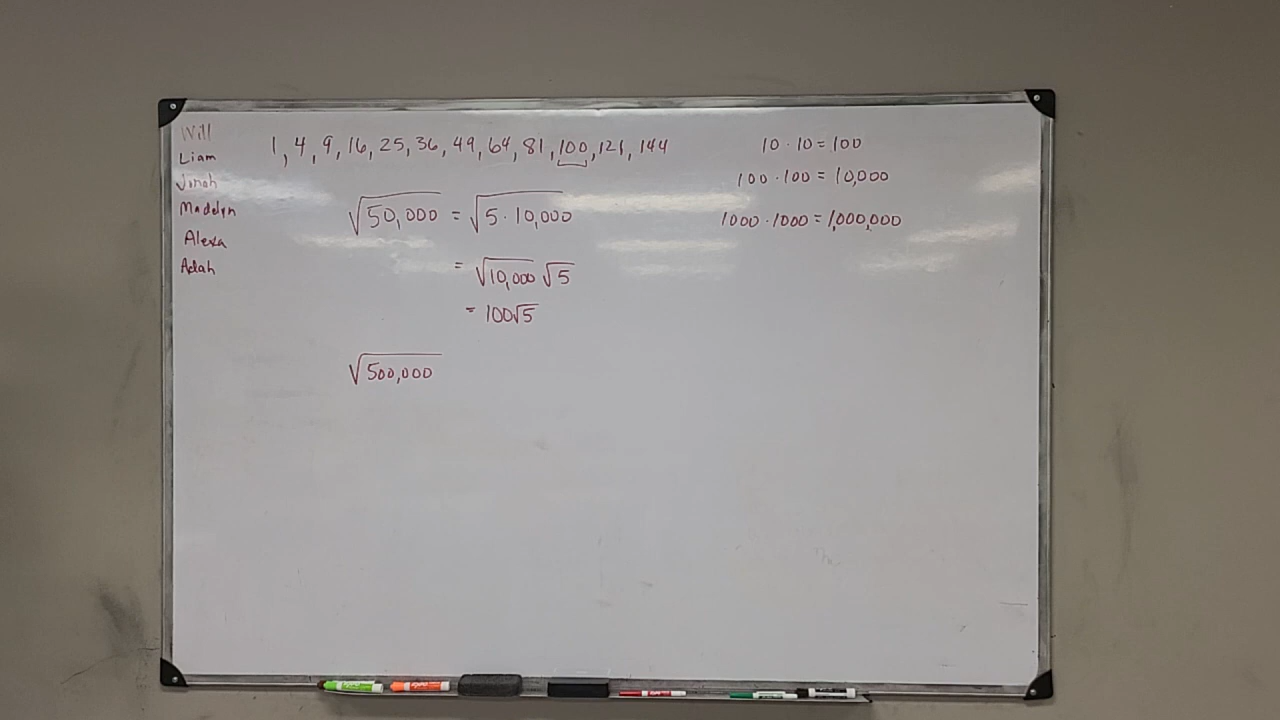 Will
Liam
Jonah
Madelyn
Alexa
Adah
1, 4, 9, 16, 25, 36, 49, 64, 81, 100, 121, 144
√50,000 = √5 · 10,000
= √10,000 √5
= 100√5
√500,000
10 · 10 = 100
100 · 100 = 10,000
1000 · 1000 = 1,000,000